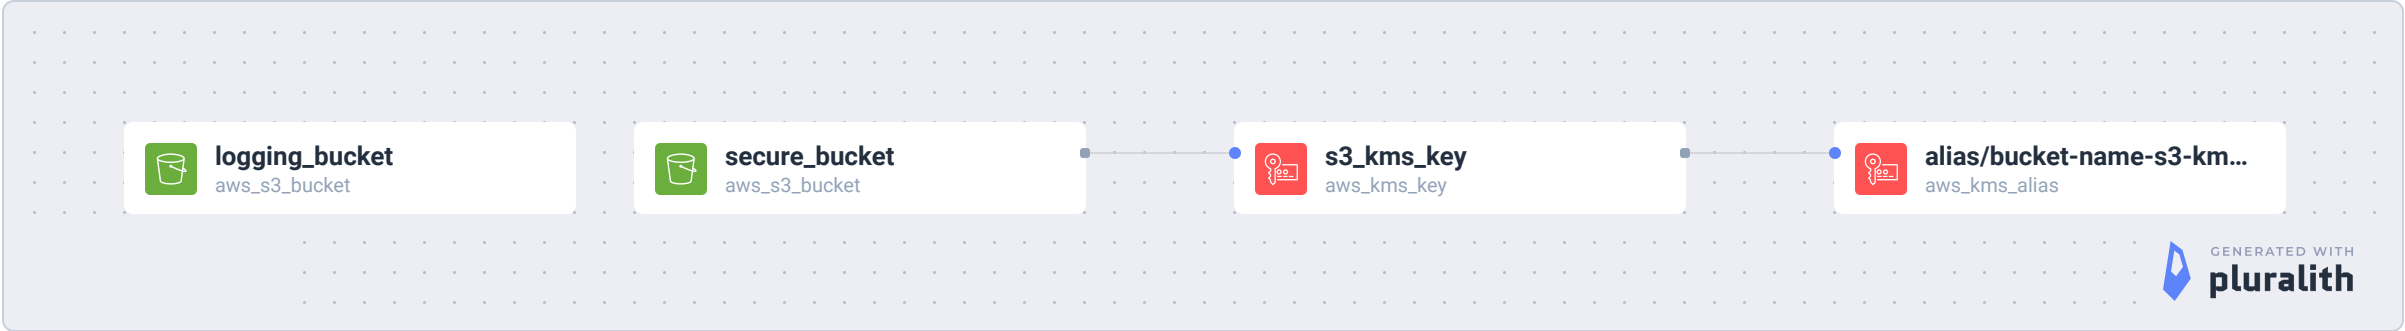 logging_bucket
aws_s3_bucket
secure_bucket
aws_s3_bucket
s3_kms_key
aws_kms_key
alias/bucket-name-s3-km...
aws_kms_alias
GENERATED WITH
pluralith